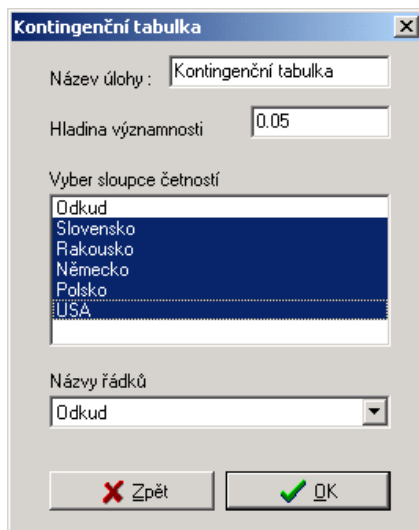 Kontingenční tabulka
Název úlohy : Kontingenční tabulka
Hladina významnosti 0.05
Vyber sloupce četností
Odkud
Slovensko
Rakousko
Německo
Polsko
USA
Názvy řádků
Odkud
Zpět OK